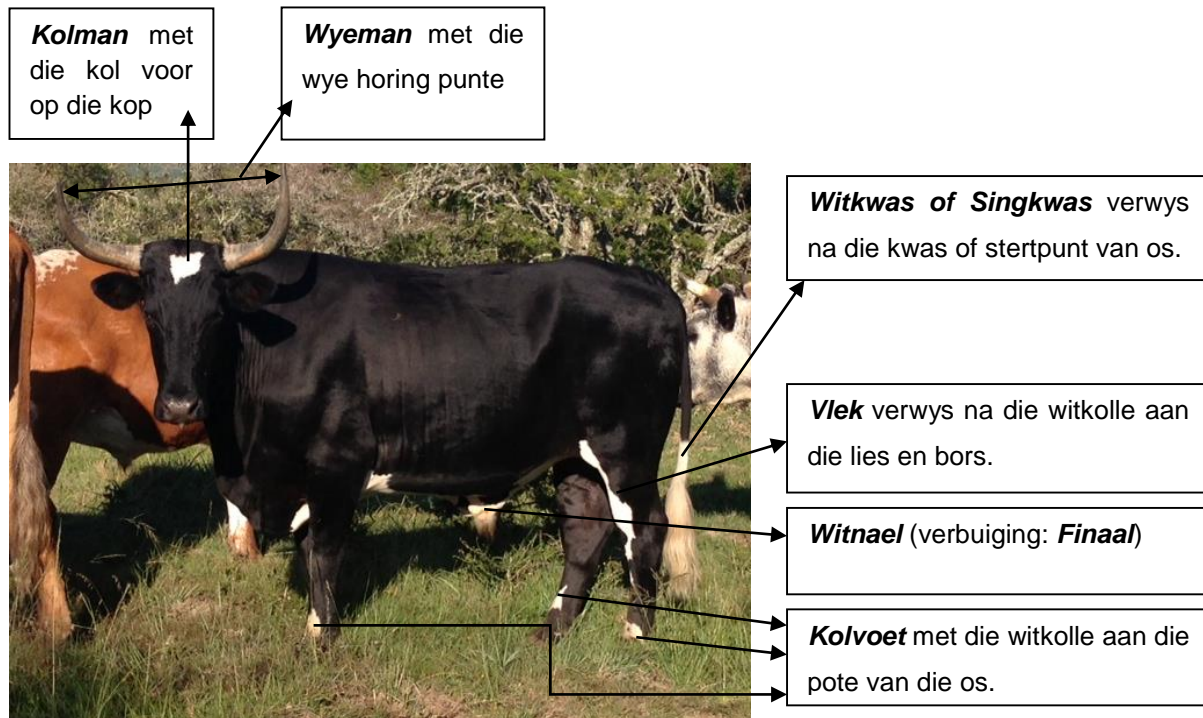 Kolman met
die kol voor
op die kop
Wyeman met die
wye horing punte
Witkwas of Singkwas verwys
na die kwas of stertpunt van os.
Vlek verwys na die witkolle aan
die lies en bors.
Witnael (verbuiging: Finaal)
Kolvoet met die witkolle aan die
pote van die os.